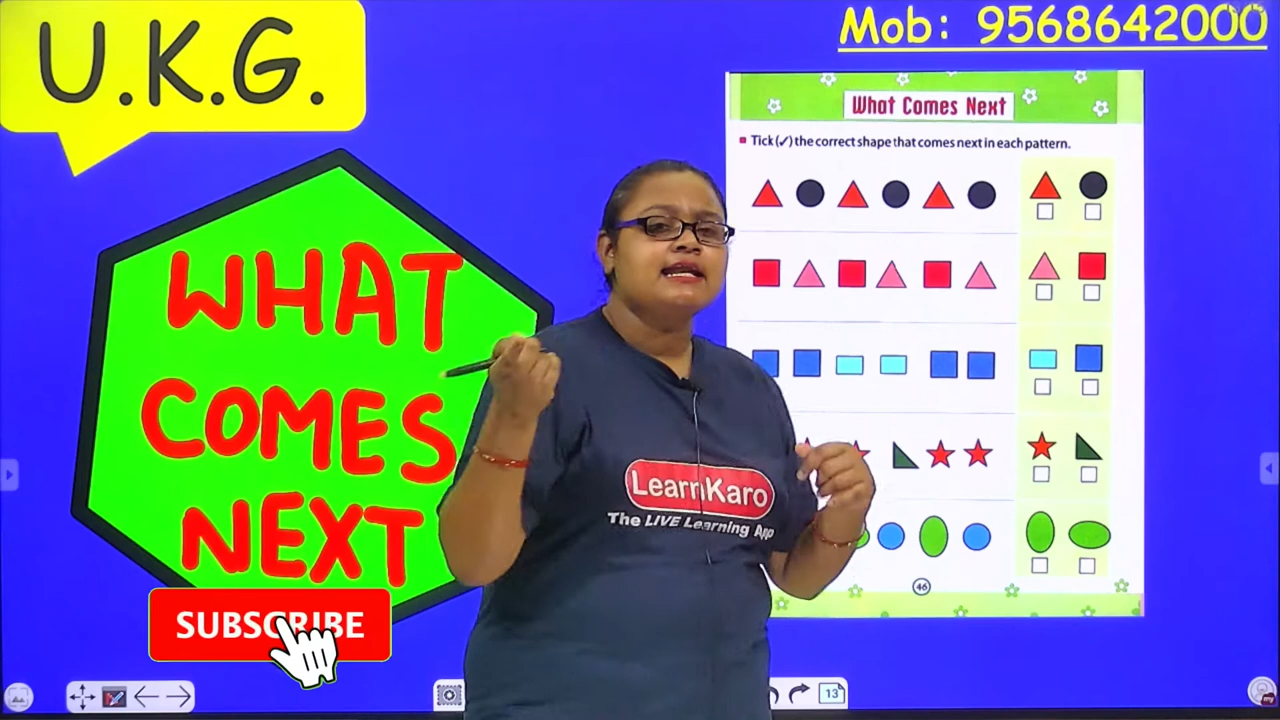 U.K.G.
Mob: 9568642000
What Comes Next
Tick (✓) the correct shape that comes next in each pattern.
WHAT
COMES
NEXT
LearnKaro
The LIVE Learning App
SUBSCRIBE
46
13
my